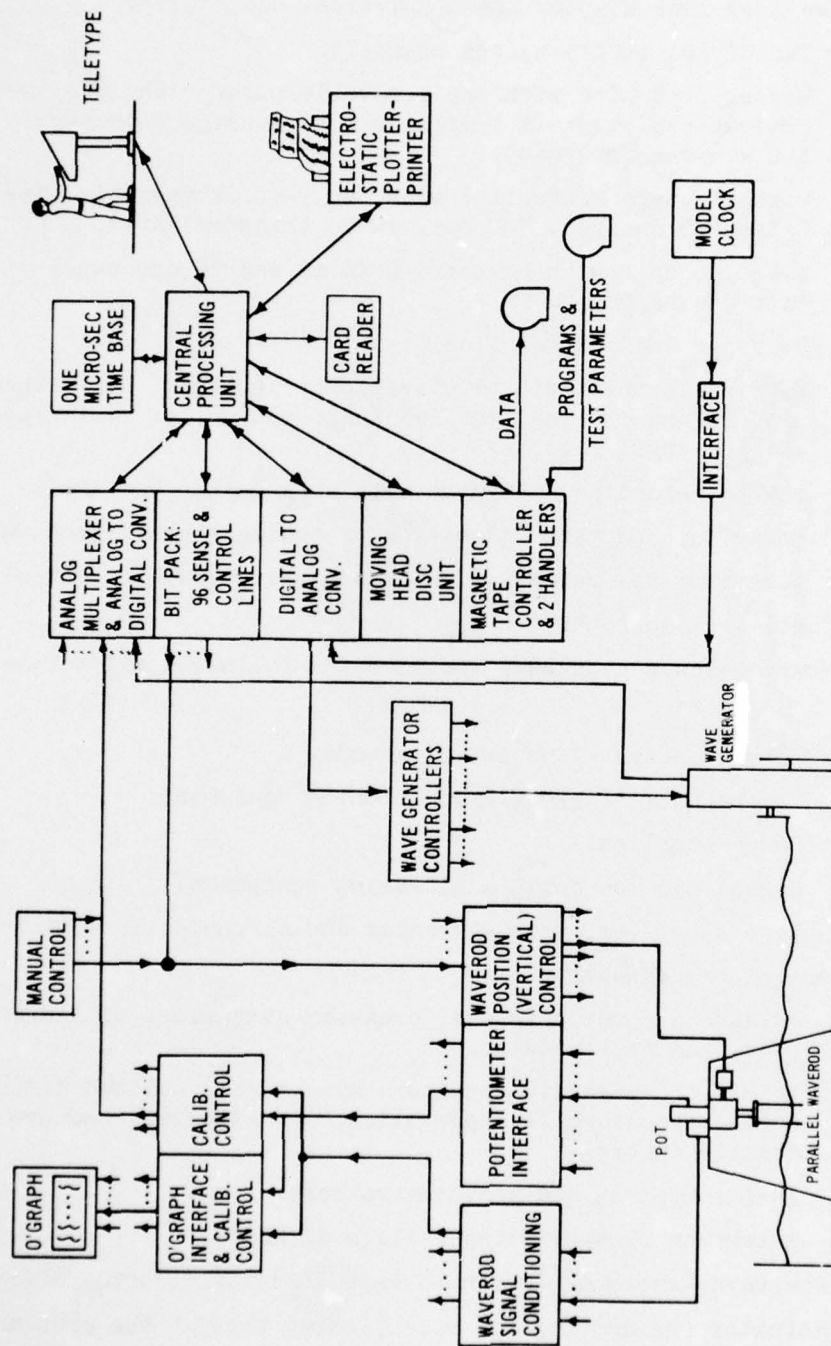 TELETYPE
ELECTRO
STATIC
PLOTTER-
PRINTER
ONE
MICRO-SEC
TIME BASE
CENTRAL
PROCESSING
UNIT
CARD
READER
MODEL
CLOCK
INTERFACE
DATA
PROGRAMS &
TEST PARAMETERS
ANALOG
MULTIPLEXER
& ANALOG TO
DIGITAL CONV.
BIT PACK:
96 SENSE &
CONTROL
LINES
DIGITAL TO
ANALOG
CONV.
MOVING
HEAD
DISC
UNIT
MAGNETIC
TAPE
CONTROLLER
& 2 HANDLERS
WAVE GENERATOR
CONTROLLERS
WAVE
GENERATOR
MANUAL
CONTROL
WAVEROD
POSITION
(VERTICAL)
CONTROL
POTENTIOMETER
INTERFACE
WAVEROD
SIGNAL
CONDITIONING
CALIB.
CONTROL
O'GRAPH
INTERFACE
& CALIB.
CONTROL
O'GRAPH
POT
PARALLEL WAVEROD